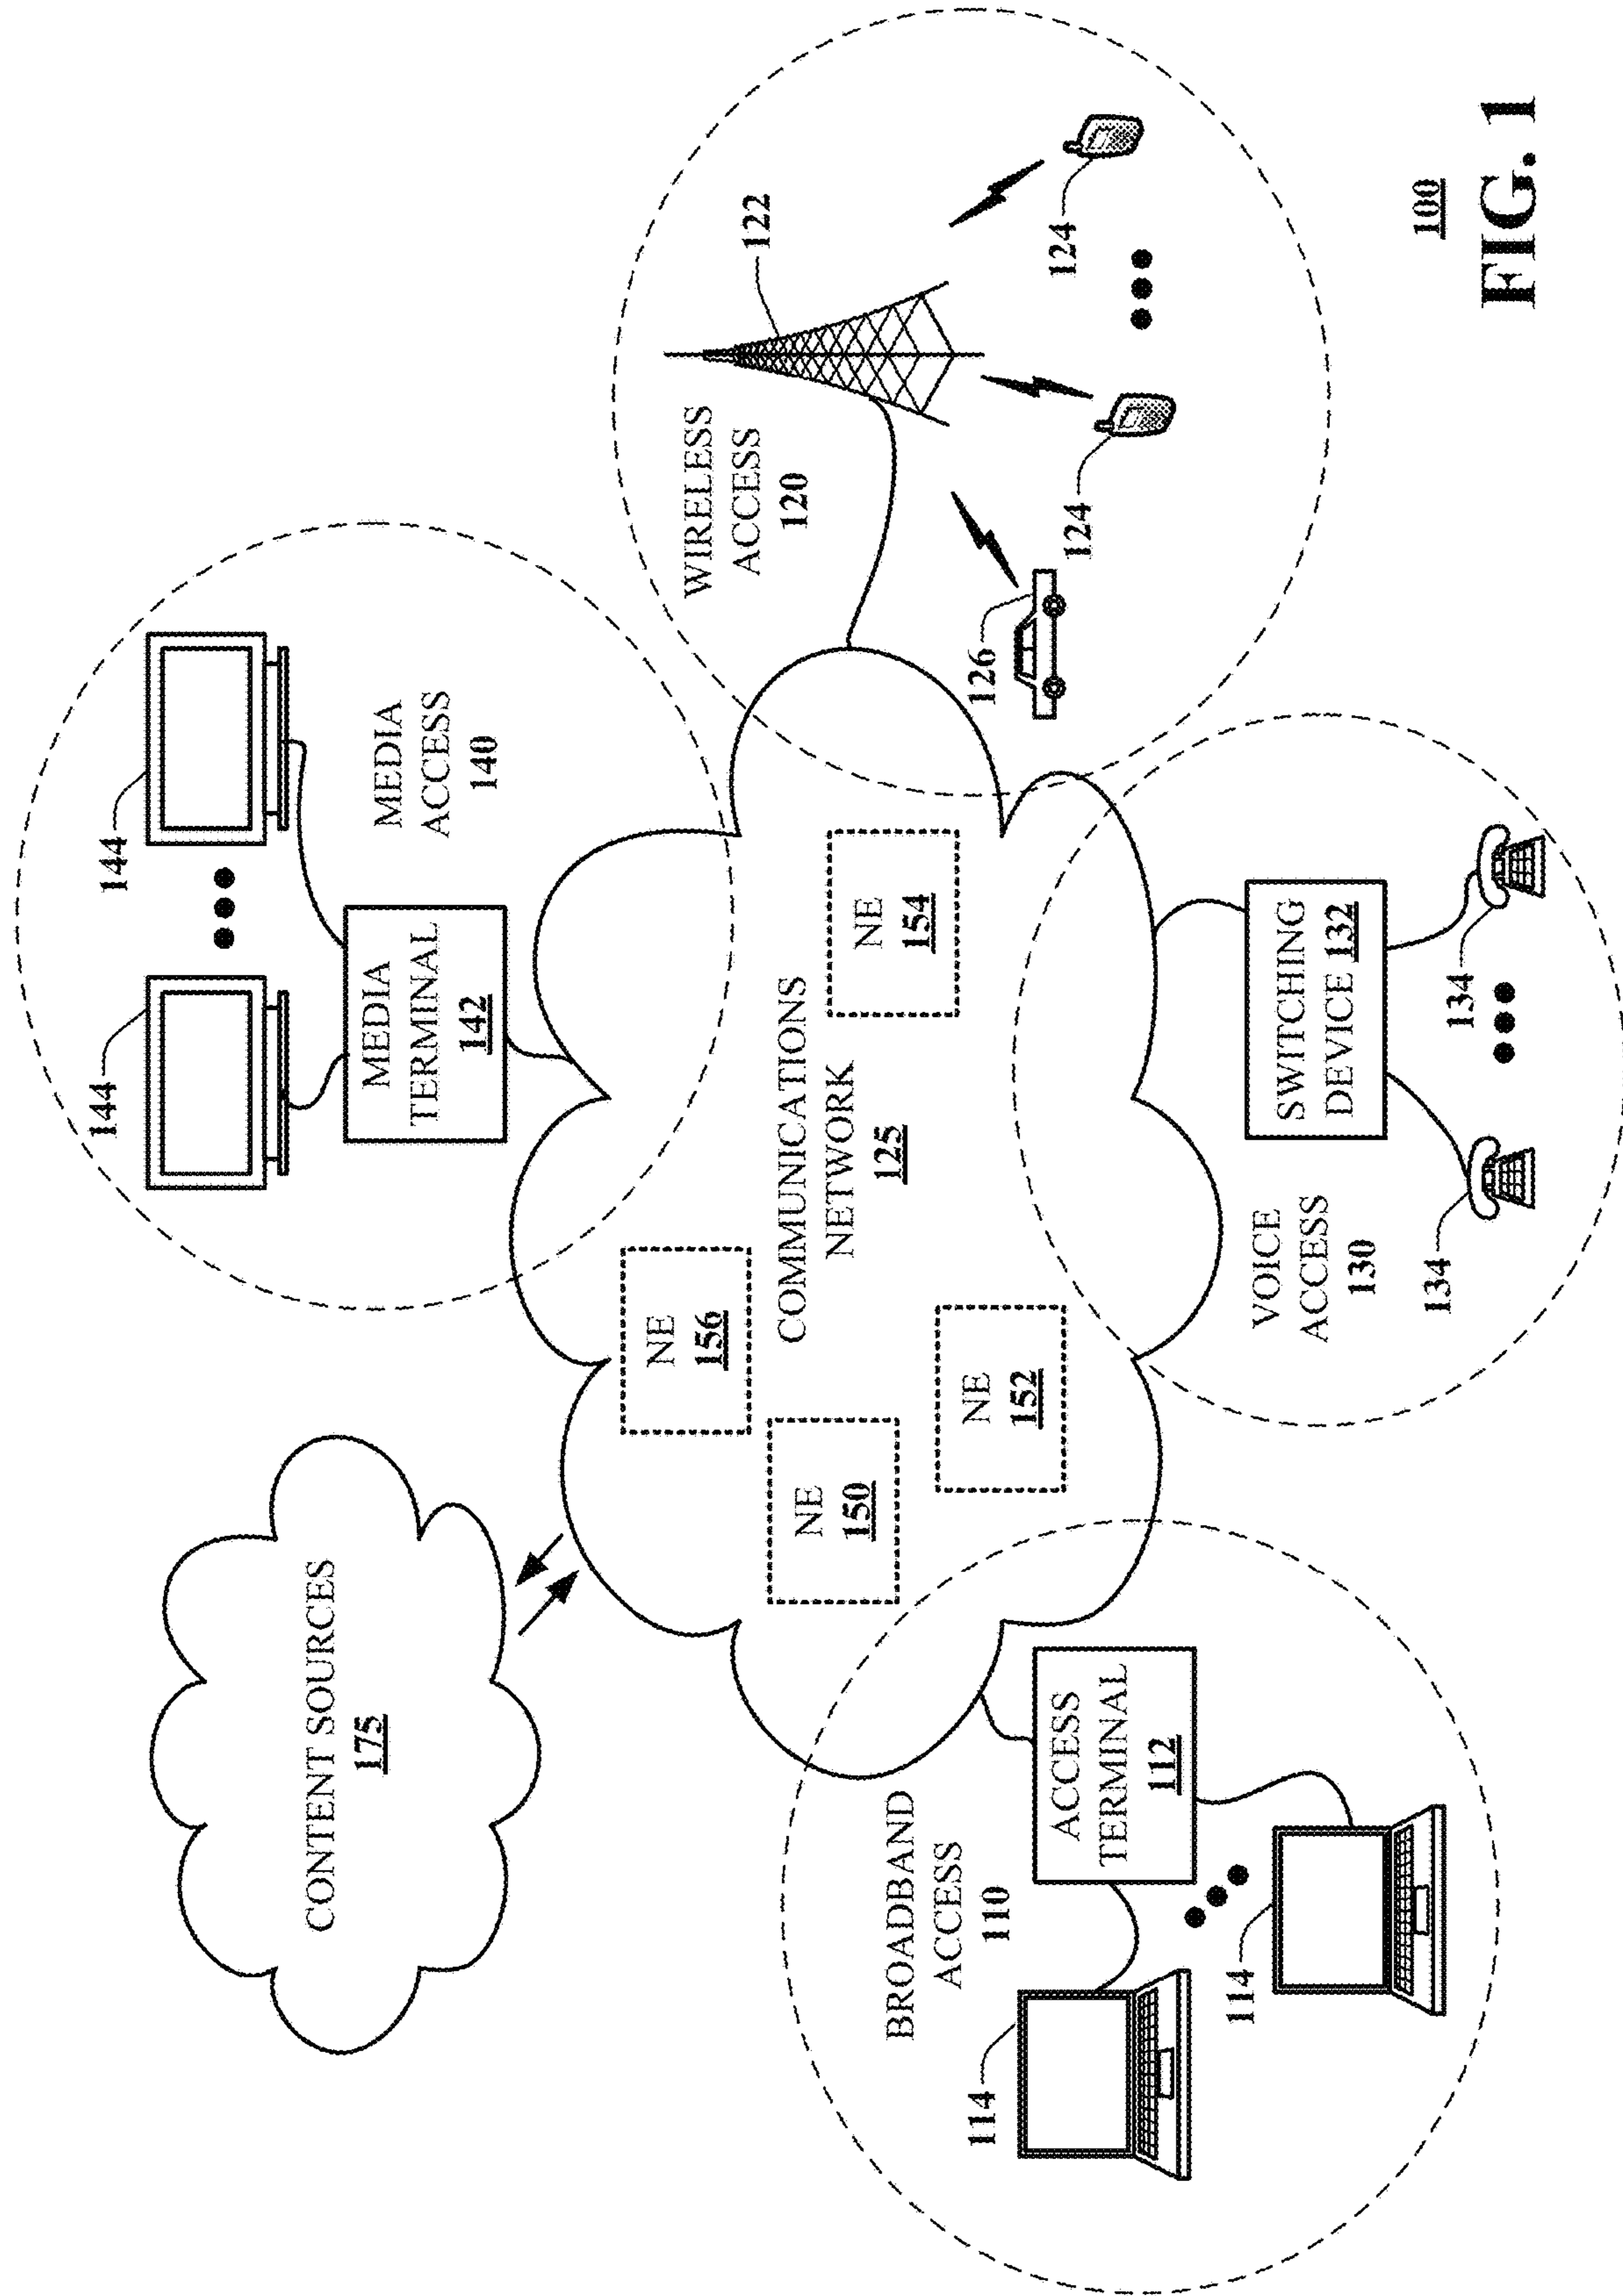 CONTENT SOURCES
175
144
144
MEDIA
TERMINAL
142
MEDIA
ACCESS
140
NE
156
NE
150
NE
152
COMMUNICATIONS
NETWORK
125
NE
154
WIRELESS
ACCESS
120
122
126
124
124
BROADBAND
ACCESS
110
ACCESS
TERMINAL
112
114
114
VOICE
ACCESS
130
SWITCHING
DEVICE 132
134
134
100
FIG. 1